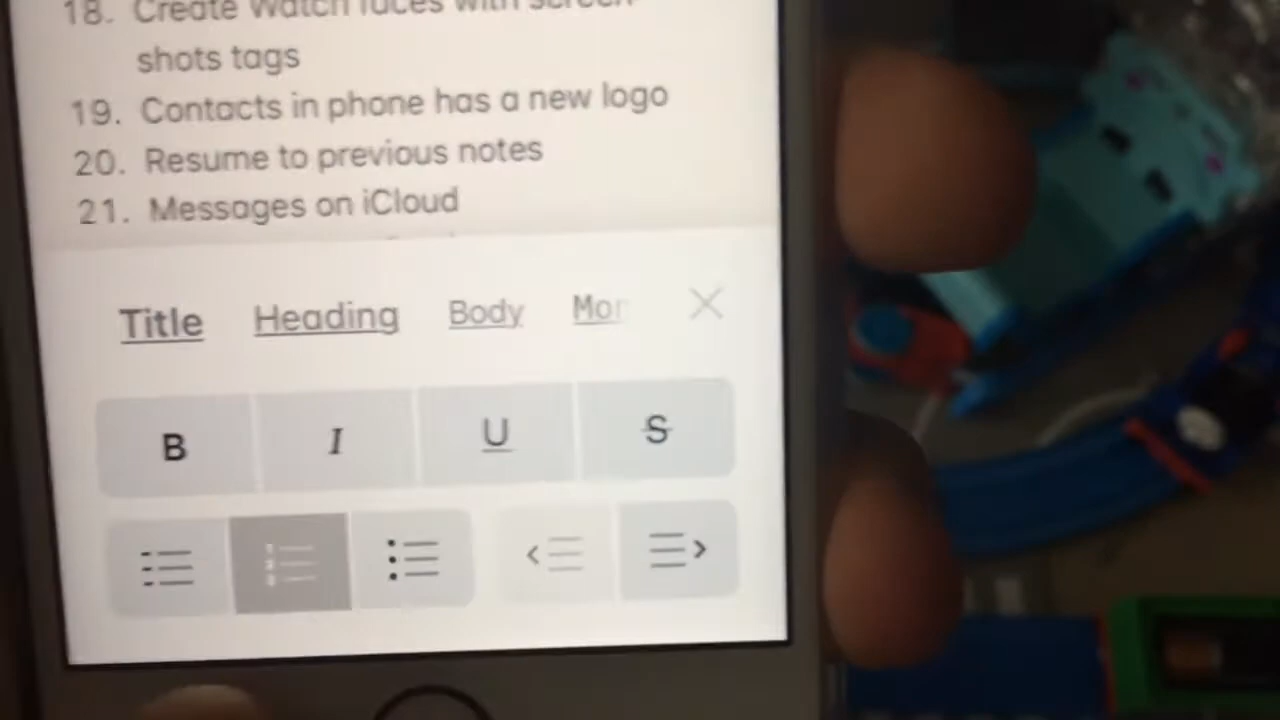 18. Create Watch faces with screen-
shots tags
19. Contacts in phone has a new logo
20. Resume to previous notes
21. Messages on iCloud
Title Heading Body Mor
B I U S